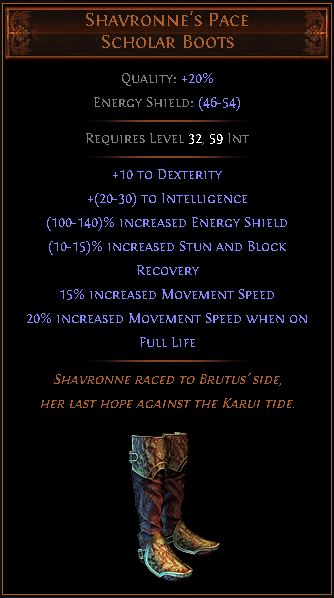 Shavronne's Pace
Scholar Boots
Quality: +20%
Energy Shield: (46-54)
Requires Level 32, 59 Int
+10 to Dexterity
+(20-30) to Intelligence
(100-140)% increased Energy Shield
(10-15)% increased Stun and Block
Recovery
15% increased Movement Speed
20% increased Movement Speed when on
Full Life
Shavronne raced to Brutus' side,
her last hope against the Karui tide.